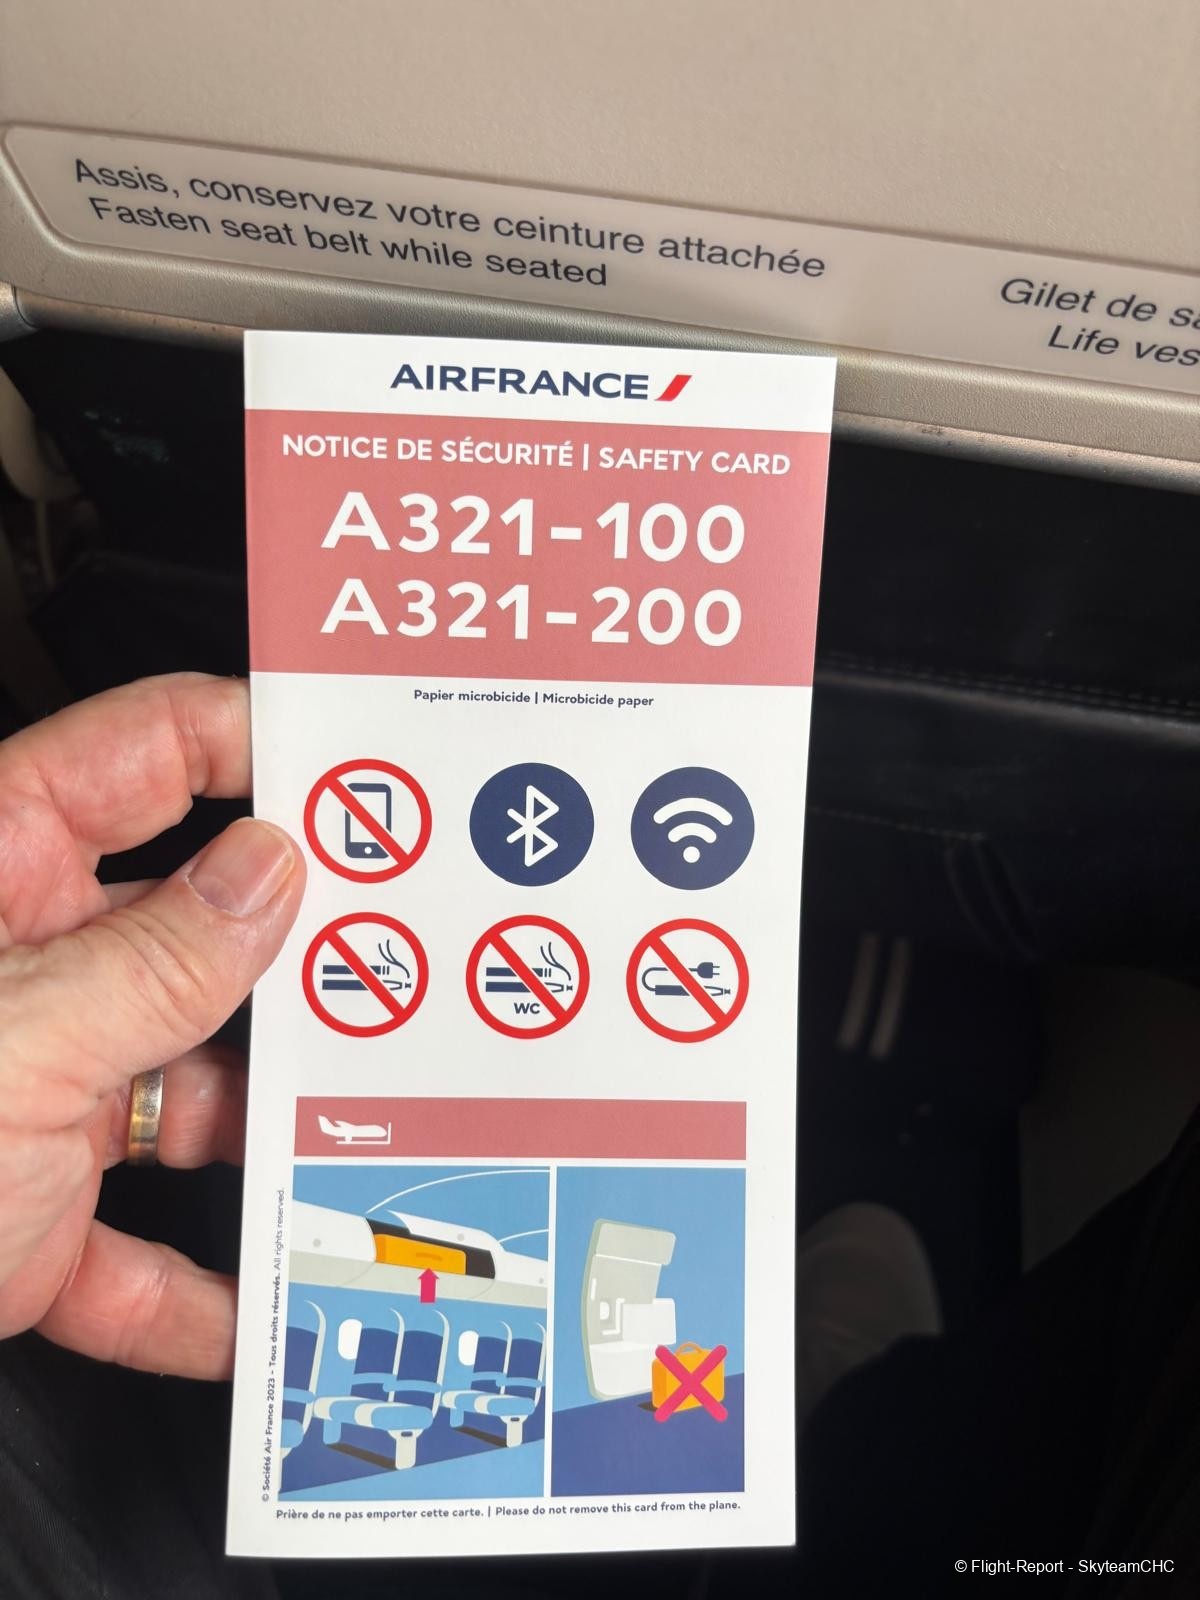 Assis, conservez votre ceinture attachée
Fasten seat belt while seated
Gilet de
Life
AIRFRANCE
NOTICE DE SÉCURITÉ | SAFETY CARD
A321-100
A321-200
Papier microbicide | Microbicide paper
WC
© Société Air France 2023 - Tous droits réservés. All rights reserved.
Prière de ne pas emporter cette carte. | Please do not remove this card from the plane.
© Flight-Report - SkyteamCHC